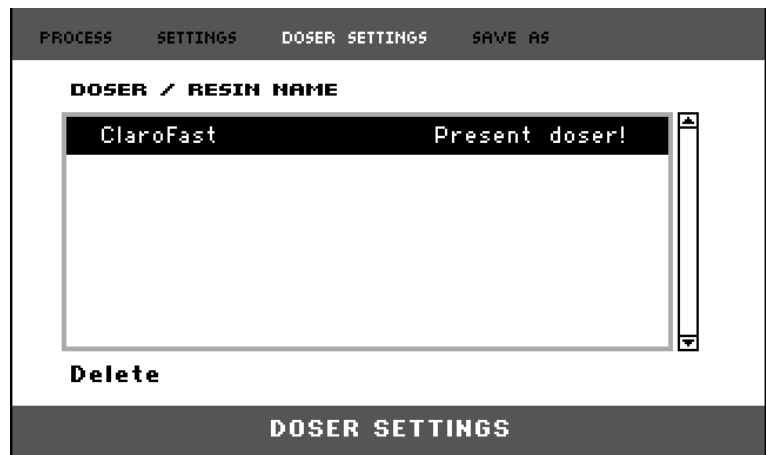 PROCESS SETTINGS DOSER SETTINGS SAVE AS
DOSER / RESIN NAME
ClaroFast Present doser!
Delete
DOSER SETTINGS